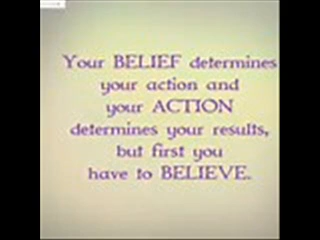 Your BELIEF determines
your action and
your ACTION
determines your results,
but first you
have to BELIEVE.